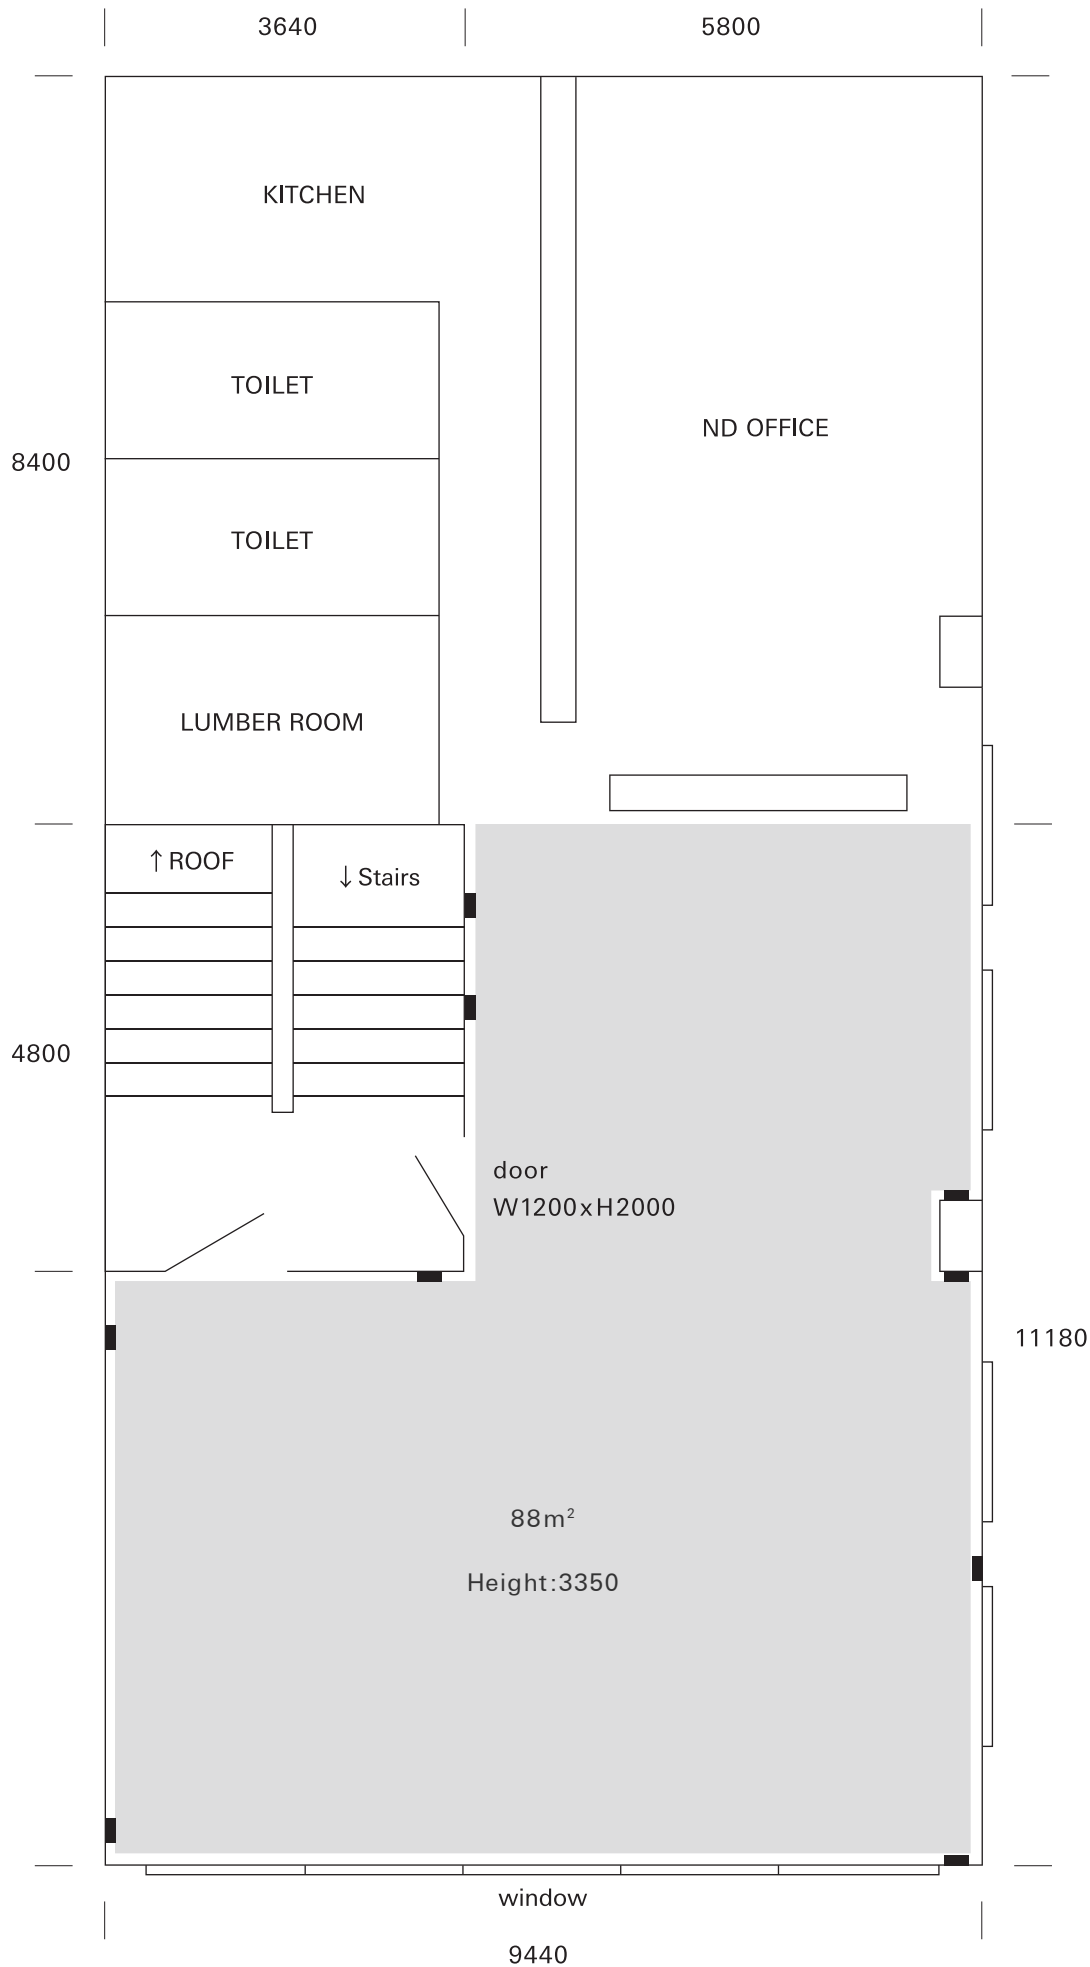 3640
5800
KITCHEN
TOILET
ND OFFICE
8400
TOILET
LUMBER ROOM
↑ ROOF
↓ Stairs
4800
door
W1200xH2000
11180
88m²
Height:3350
window
9440